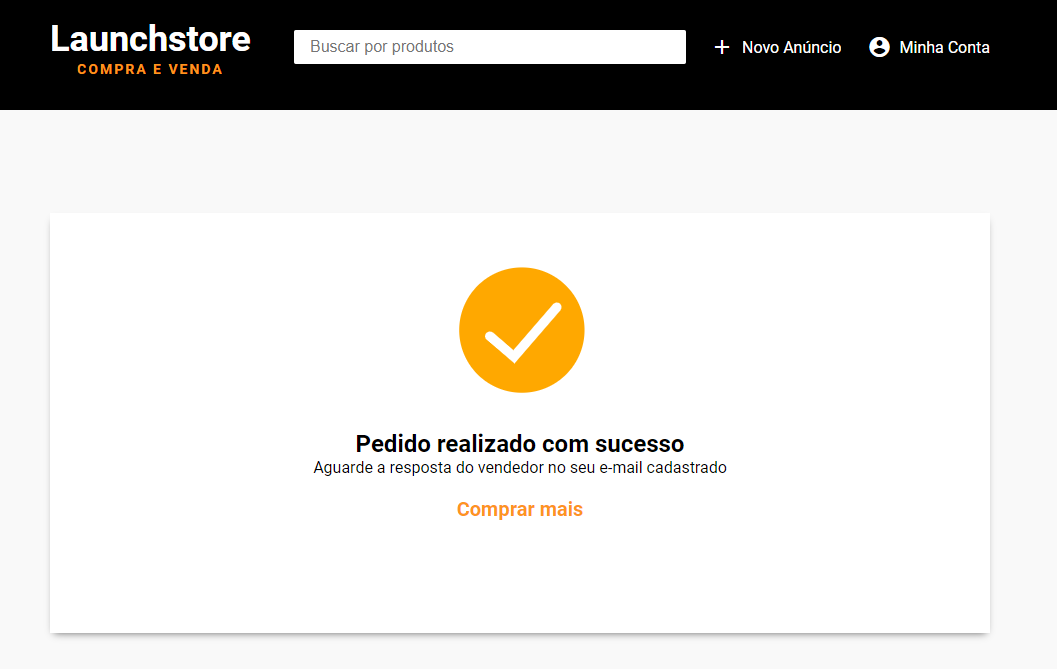 Launchstore
COMPRA E VENDA
Buscar por produtos
Novo Anúncio
Minha Conta
Pedido realizado com sucesso
Aguarde a resposta do vendedor no seu e-mail cadastrado
Comprar mais